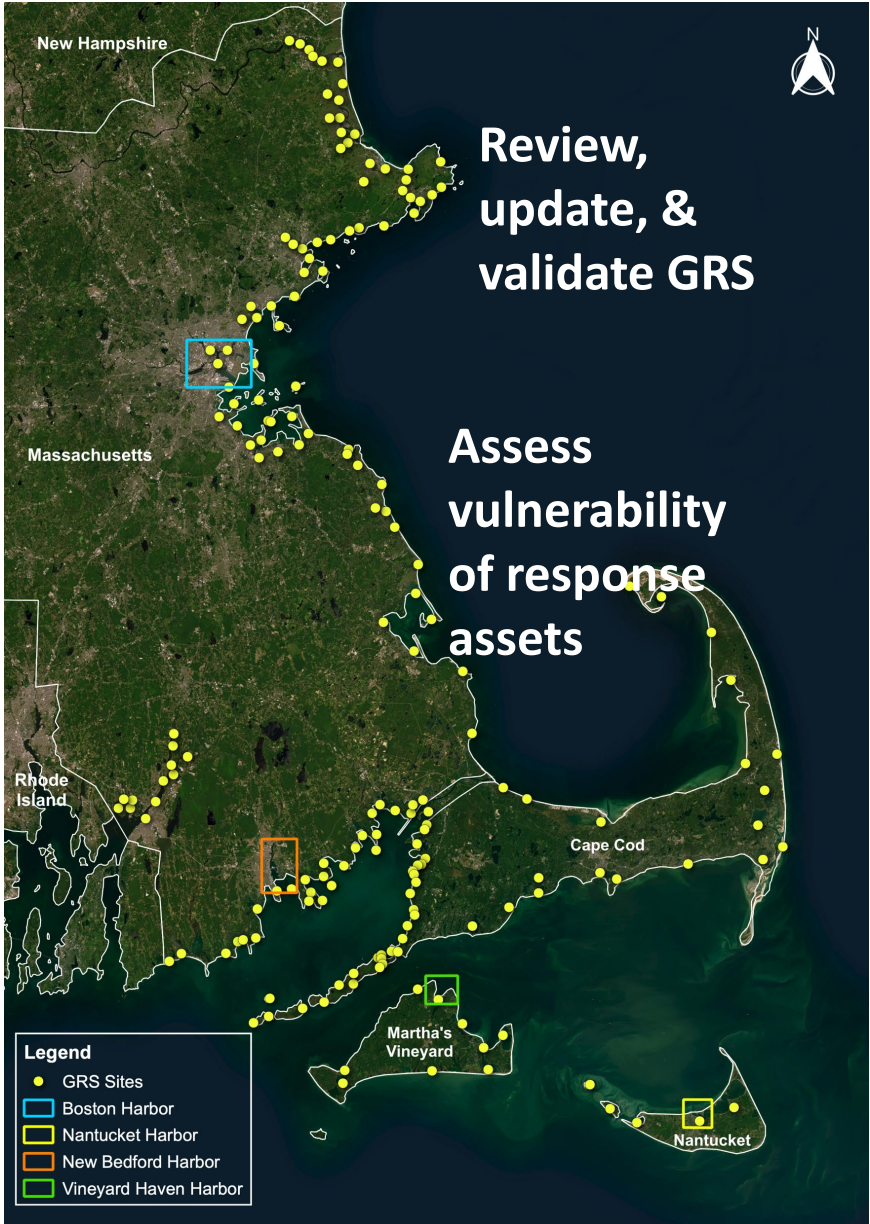 New Hampshire
N
Review,
update, &
validate GRS
Massachusetts
Assess
vulnerability
of response
assets
Rhode
Island
Cape Cod
Martha's
Vineyard
Nantucket
Legend
GRS Sites
Boston Harbor
Nantucket Harbor
New Bedford Harbor
Vineyard Haven Harbor